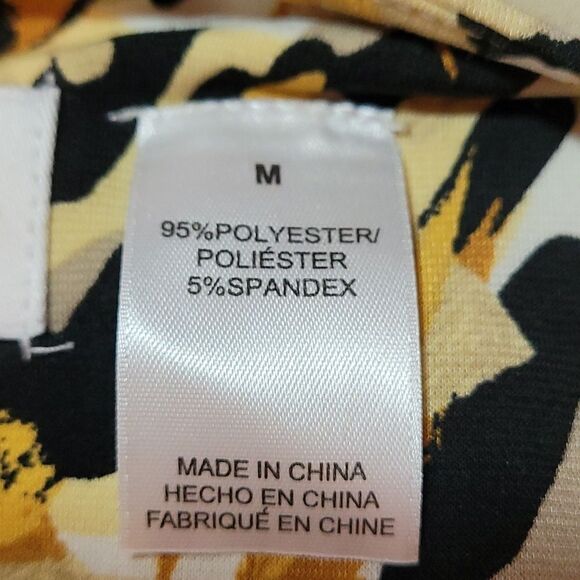 M
95%POLYESTER/
POLIÉSTER
5%SPANDEX
MADE IN CHINA
HECHO EN CHINA
FABRIQUÉ EN CHINE